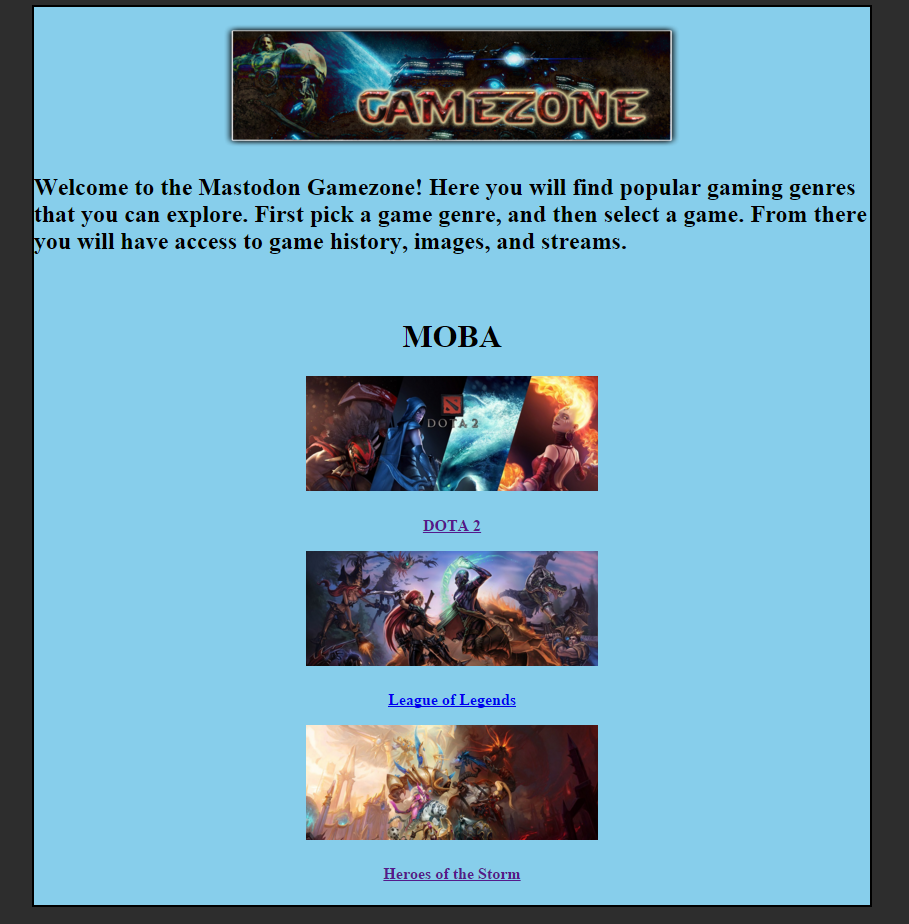 GAMEZONE
Welcome to the Mastodon Gamezone! Here you will find popular gaming genres
that you can explore. First pick a game genre, and then select a game. From there
you will have access to game history, images, and streams.
MOBA
DOTA 2
DOTA 2
League of Legends
Heroes of the Storm